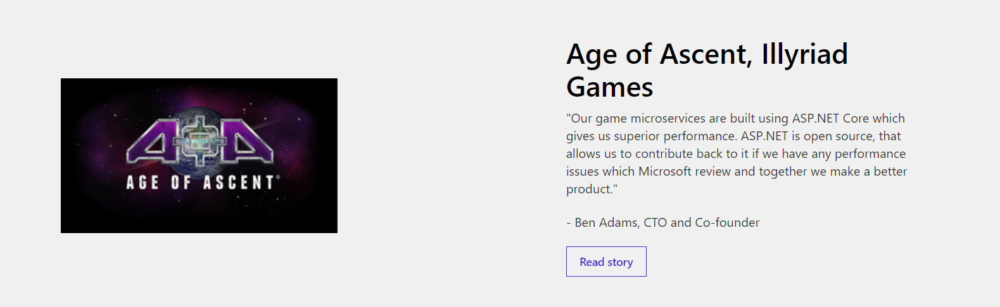 Age of Ascent, Illyriad
Games
"Our game microservices are built using ASP.NET Core which
gives us superior performance. ASP.NET is open source, that
allows us to contribute back to it if we have any performance
issues which Microsoft review and together we make a better
product."
- Ben Adams, CTO and Co-founder
Read story
AOA
AGE OF ASCENT®